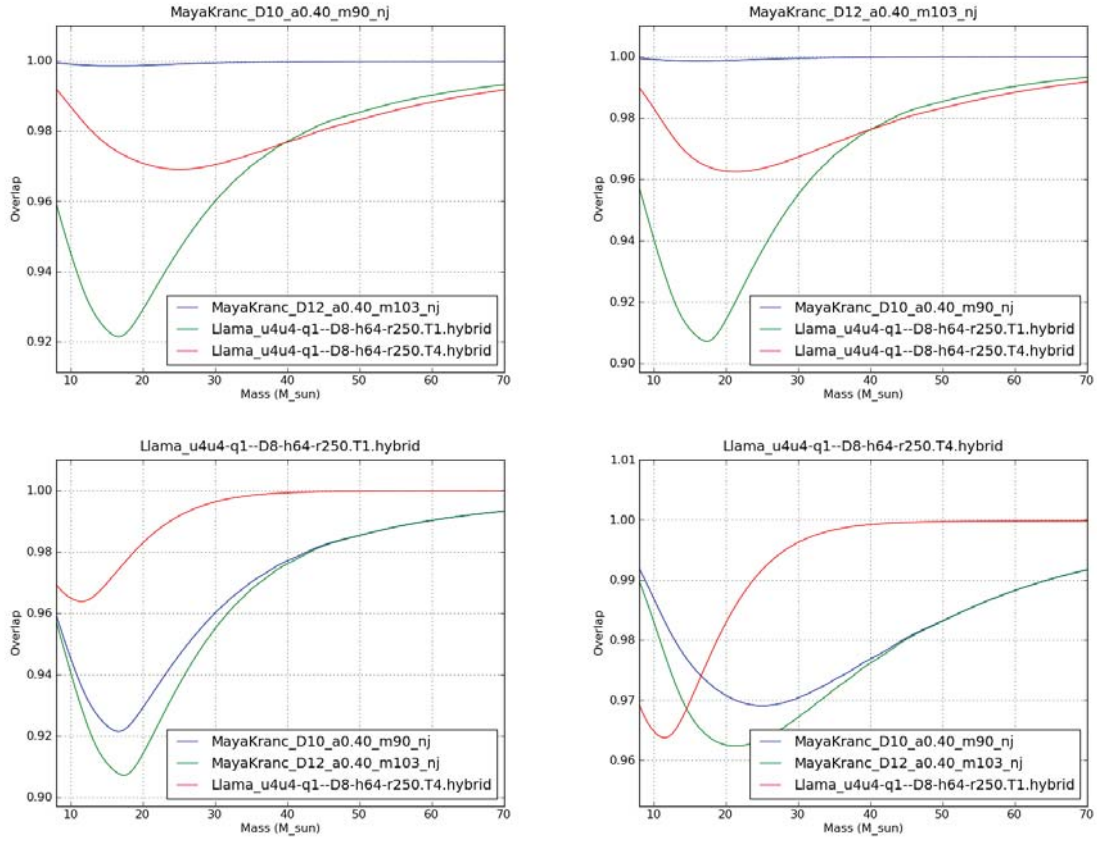 MayaKranc_D10_a0.40_m90_nj
1.00
0.98
0.96
0.94
0.92
Overlap
10 20 30 40 50 60 70
Mass (M_sun)
MayaKranc_D12_a0.40_m103_nj
Llama_u4u4-q1--D8-h64-r250.T1.hybrid
Llama_u4u4-q1--D8-h64-r250.T4.hybrid
MayaKranc_D12_a0.40_m103_nj
1.00
0.98
0.96
0.94
0.92
0.90
Overlap
10 20 30 40 50 60 70
Mass (M_sun)
MayaKranc_D10_a0.40_m90_nj
Llama_u4u4-q1--D8-h64-r250.T1.hybrid
Llama_u4u4-q1--D8-h64-r250.T4.hybrid
Llama_u4u4-q1--D8-h64-r250.T1.hybrid
1.00
0.98
0.96
0.94
0.92
0.90
Overlap
10 20 30 40 50 60 70
Mass (M_sun)
MayaKranc_D10_a0.40_m90_nj
MayaKranc_D12_a0.40_m103_nj
Llama_u4u4-q1--D8-h64-r250.T4.hybrid
Llama_u4u4-q1--D8-h64-r250.T4.hybrid
1.01
1.00
0.99
0.98
0.97
0.96
Overlap
10 20 30 40 50 60 70
Mass (M_sun)
MayaKranc_D10_a0.40_m90_nj
MayaKranc_D12_a0.40_m103_nj
Llama_u4u4-q1--D8-h64-r250.T1.hybrid